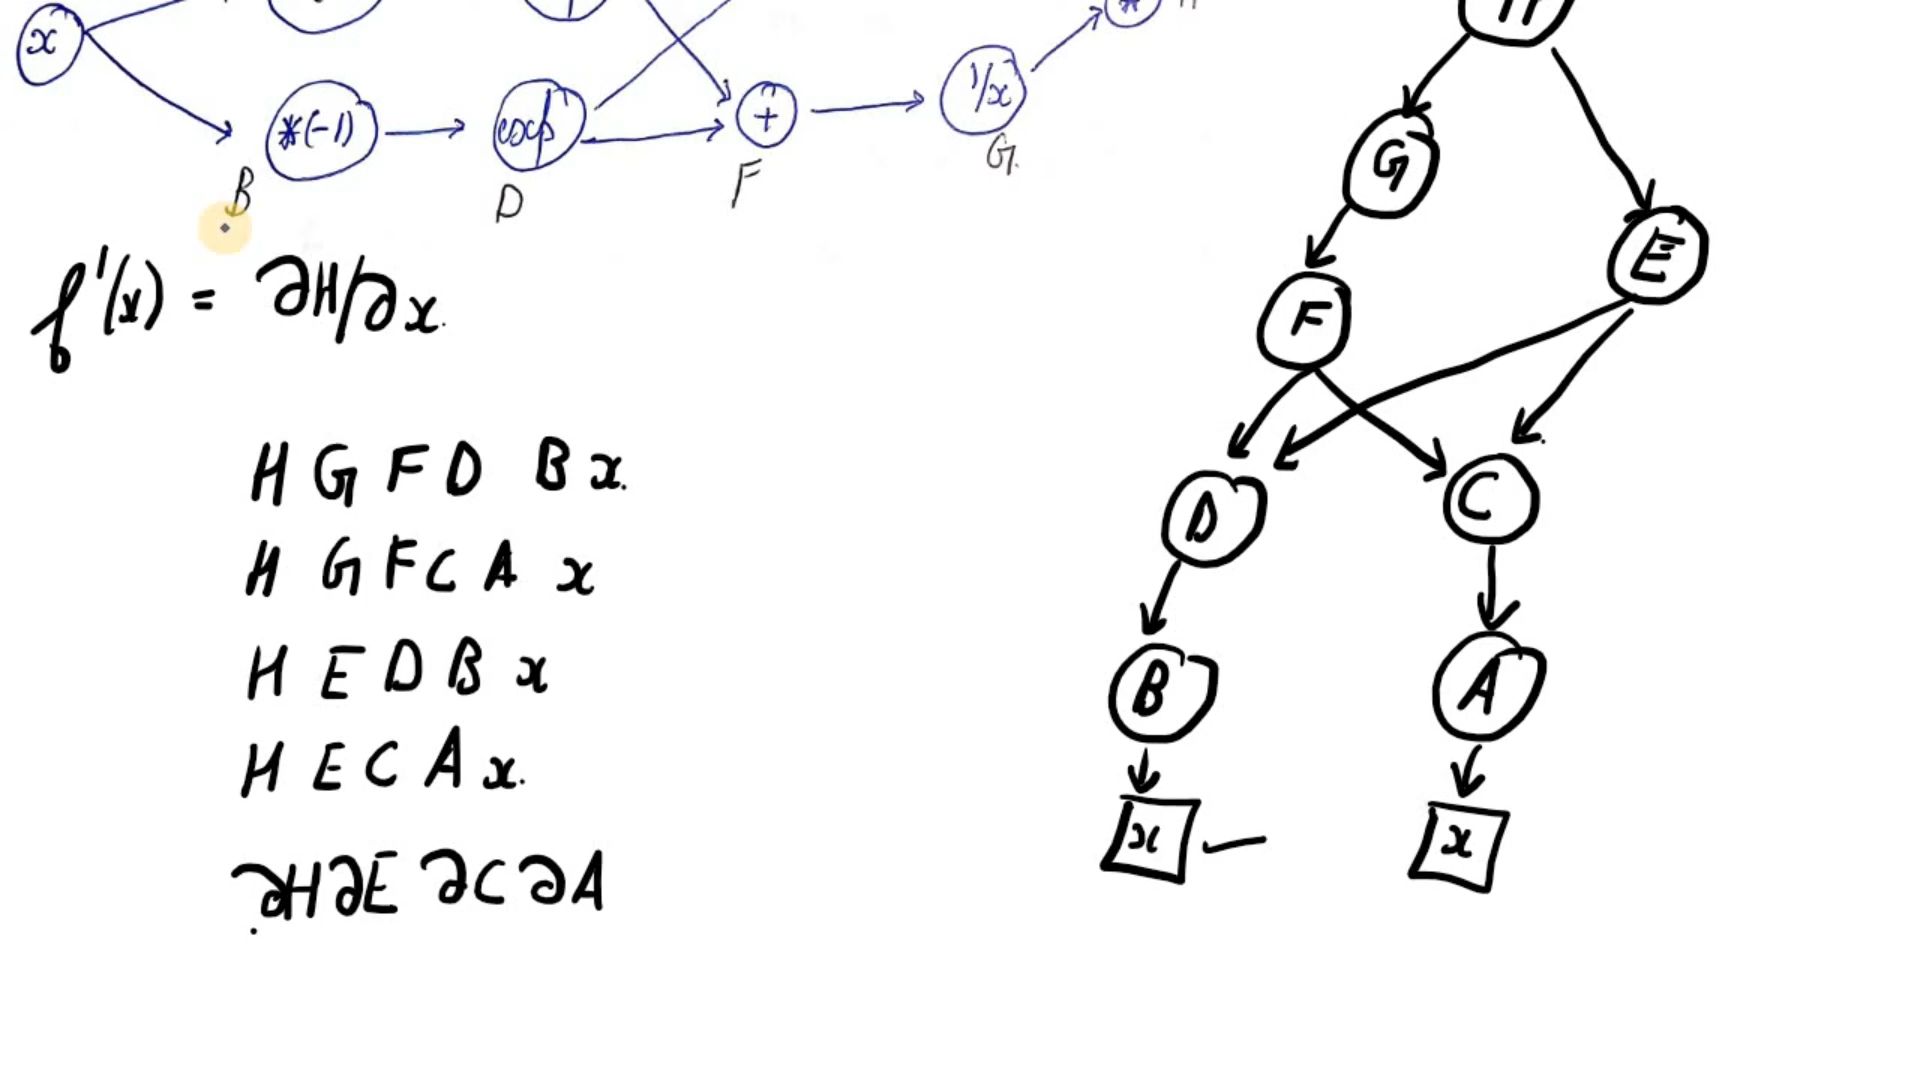 x
*(-1)
exp
+
1/x
*
B
D
F
G
f'(x) = ∂H/∂x.
H G F D B x.
H G F C A x
H E D B x
H E C A x.
∂H∂E ∂C∂A
H
G
E
F
D
C
B
A
x
x